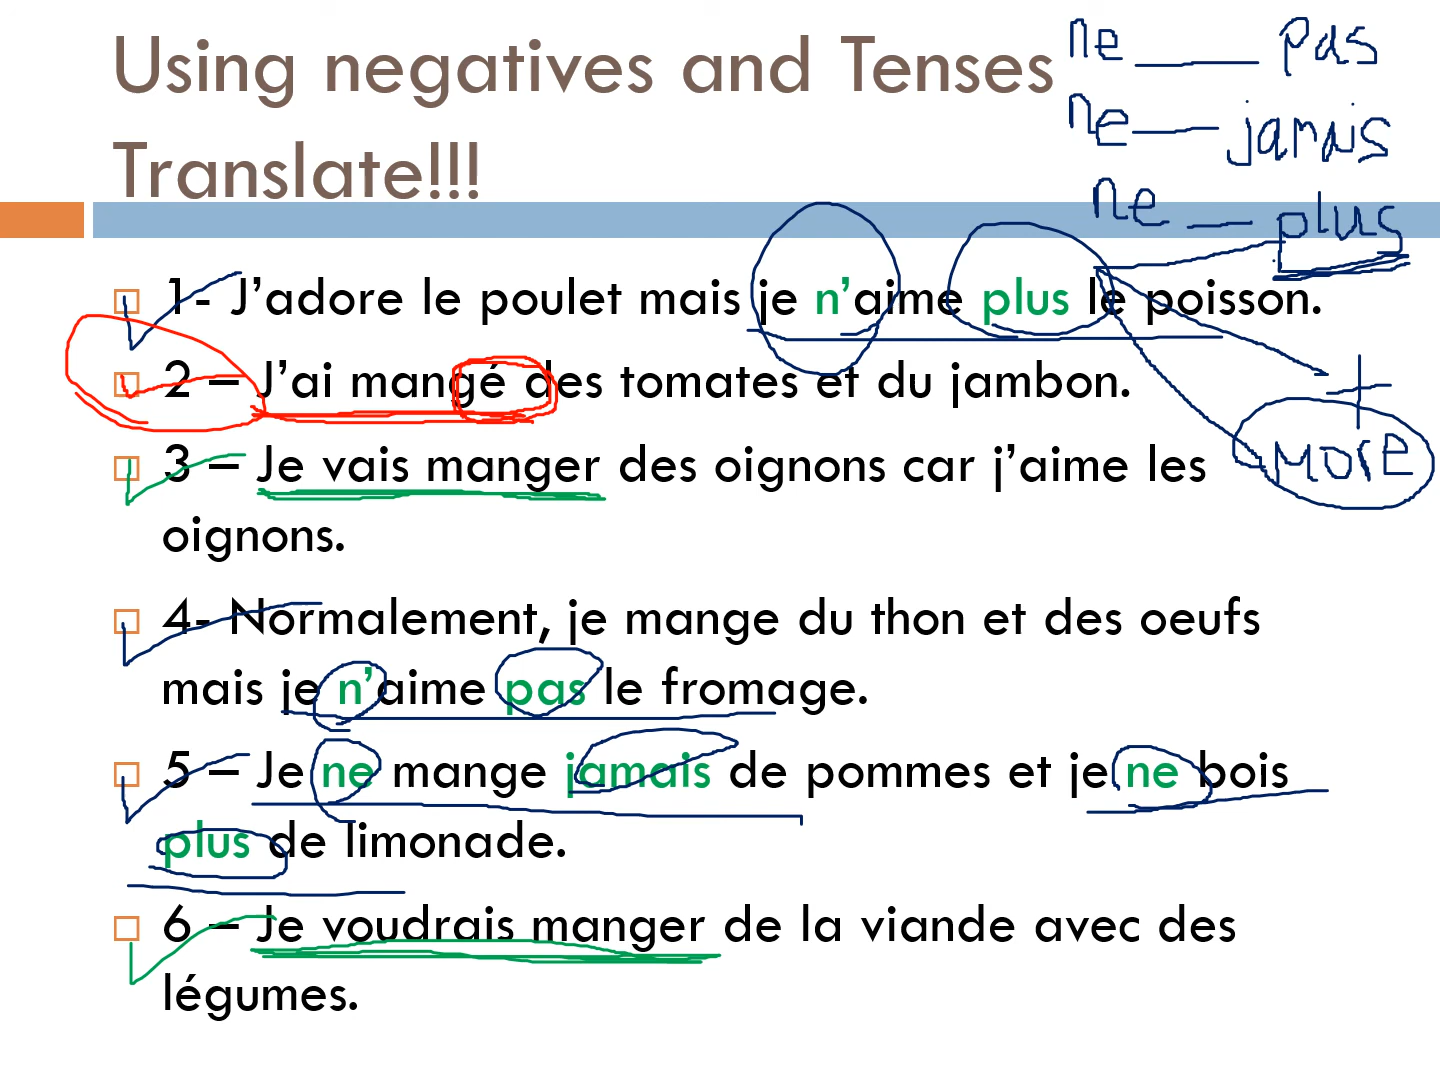 Using negatives and Tenses
Translate!!!
ne ____ pas
ne ___ jamais
ne __ plus
1- J’adore le poulet mais je n’aime plus le poisson.
2 – J’ai mangé des tomates et du jambon.
+
MORE
3 – Je vais manger des oignons car j’aime les
oignons.
4- Normalement, je mange du thon et des oeufs
mais je n’aime pas le fromage.
5 – Je ne mange jamais de pommes et je ne bois
plus de limonade.
6 – Je voudrais manger de la viande avec des
légumes.